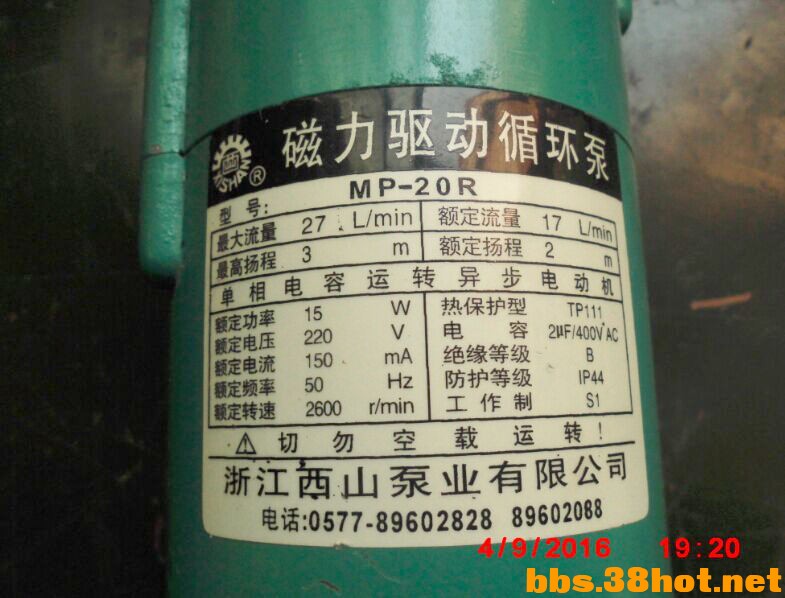 磁力驱动循环泵
XISHAN ®
型号: MP-20R
最大流量 27 L/min 额定流量 17 L/min
最高扬程 3 m 额定扬程 2 m
单相电容运转异步电动机
额定功率 15 W 热保护型 TP111
额定电压 220 V 电容 2μF/400V AC
额定电流 150 mA 绝缘等级 B
额定频率 50 Hz 防护等级 IP44
额定转速 2600 r/min 工作制 S1
⚠ 切勿空载运转!
浙江西山泵业有限公司
电话:0577-89602828 89602088
4/9/2016 19:20
bbs.38hot.net